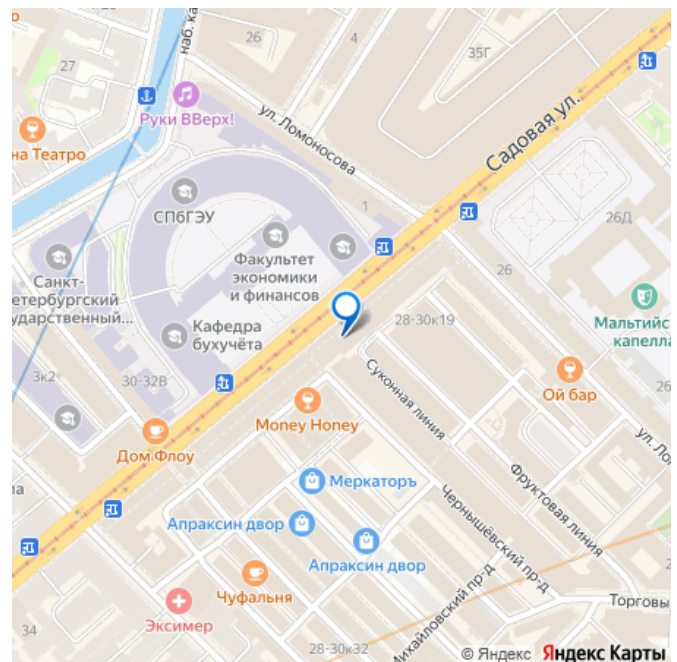 наб. ка
26
4
35Г
27
Руки ВВерх!
ул. Ломоносова
Садовая ул.
на Театро
СПбГЭУ
1
26Д
Факультет
экономики
и финансов
26
Санкт-
етербургский
ударственный...
Кафедра
бухучёта
28-30к19
Мальтийс
капелла
3к2
30-32В
Суконная линия
Ой бар
26
Money Honey
Дом Флоу
ул. Ло
Фруктовая линия
Меркаторъ
Чернышёвский пр-д
Апраксин двор
Апраксин двор
Чуфальня
Михайловский пр-д
Торговы
Эксимер
34
28-30к32
© Яндекс Яндекс Карты